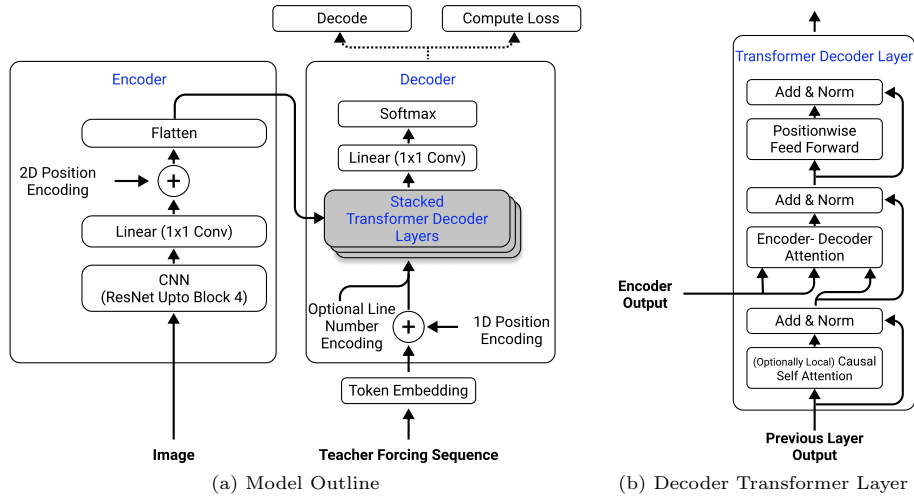 Decode
Compute Loss
Encoder
Flatten
2D Position
Encoding
+
Linear (1x1 Conv)
CNN
(ResNet Upto Block 4)
Image
Decoder
Softmax
Linear (1x1 Conv)
Stacked
Transformer Decoder
Layers
Optional Line
Number
Encoding
+
1D Position
Encoding
Token Embedding
Teacher Forcing Sequence
(a) Model Outline
Transformer Decoder Layer
Add & Norm
Positionwise
Feed Forward
Add & Norm
Encoder- Decoder
Attention
Encoder
Output
Add & Norm
(Optionally Local) Causal
Self Attention
Previous Layer
Output
(b) Decoder Transformer Layer